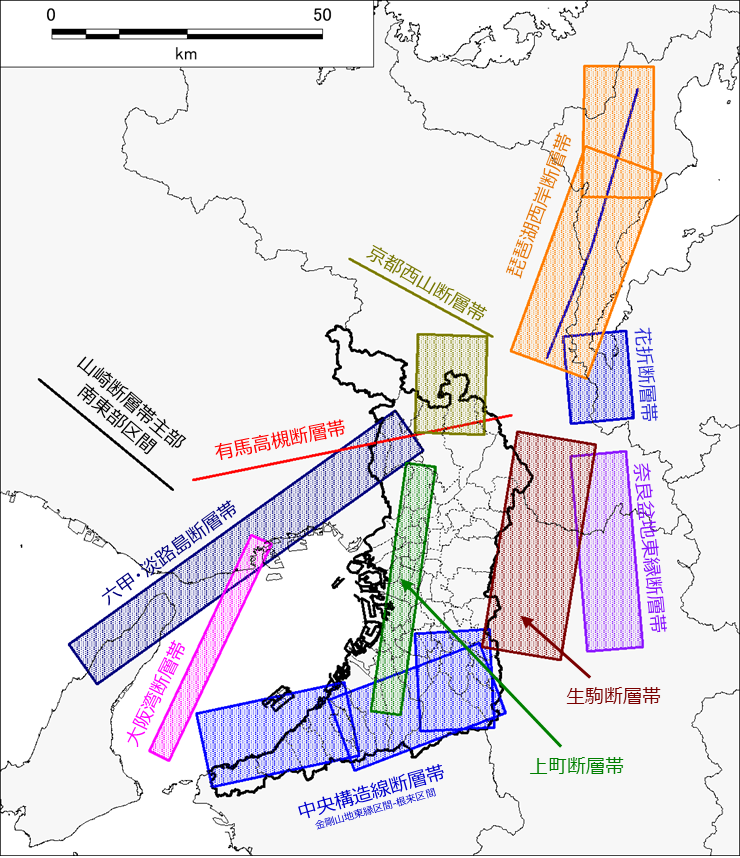 0 50
km
琵琶湖西岸断層帯
京都西山断層帯
花折断層帯
山崎断層帯主部
南東部区間
有馬高槻断層帯
六甲・淡路島断層帯
奈良盆地東縁断層帯
大阪湾断層帯
生駒断層帯
上町断層帯
中央構造線断層帯
金剛山地東縁区間-根来区間